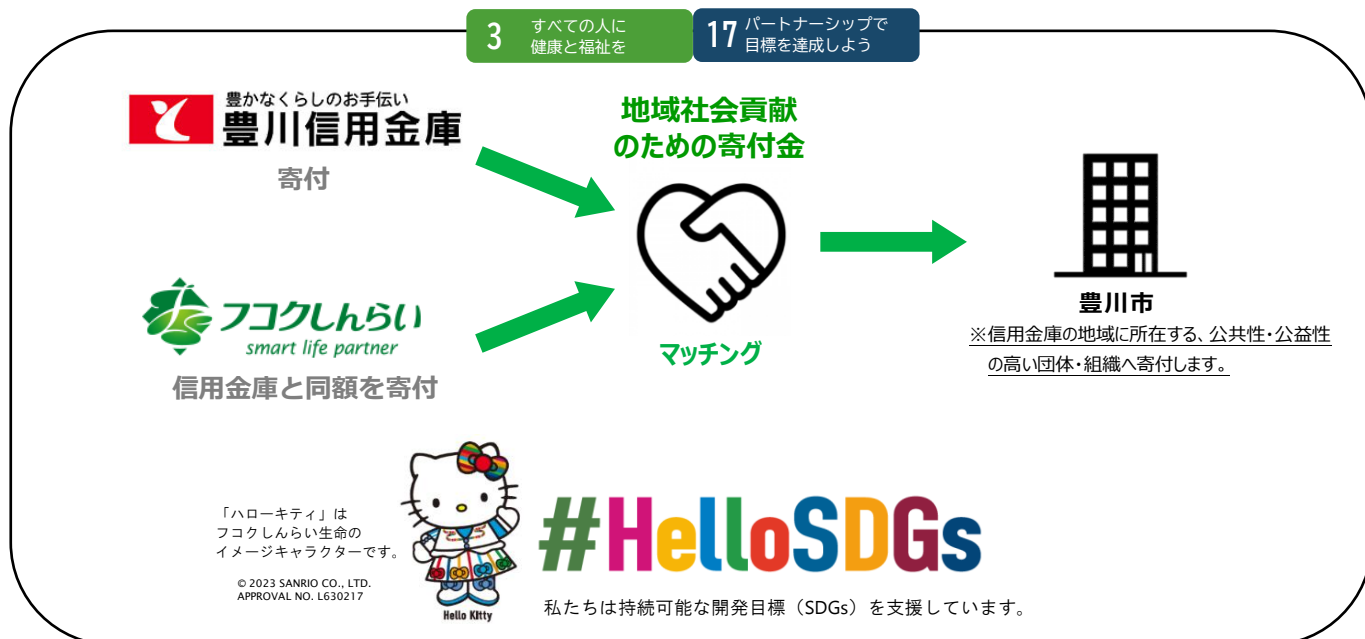 3
すべての人に
健康と福祉を
17
パートナーシップで
目標を達成しよう
豊かなくらしのお手伝い
豊川信用金庫
寄付
地域社会貢献
のための寄付金
フコクしんらい
smart life partner
信用金庫と同額を寄付
マッチング
豊川市
※信用金庫の地域に所在する、公共性・公益性
の高い団体・組織へ寄付します。
「ハローキティ」は
フコクしんらい生命の
イメージキャラクターです。
© 2023 SANRIO CO., LTD.
APPROVAL NO. L630217
Hello Kitty
#HelloSDGs
私たちは持続可能な開発目標（SDGs）を支援しています。